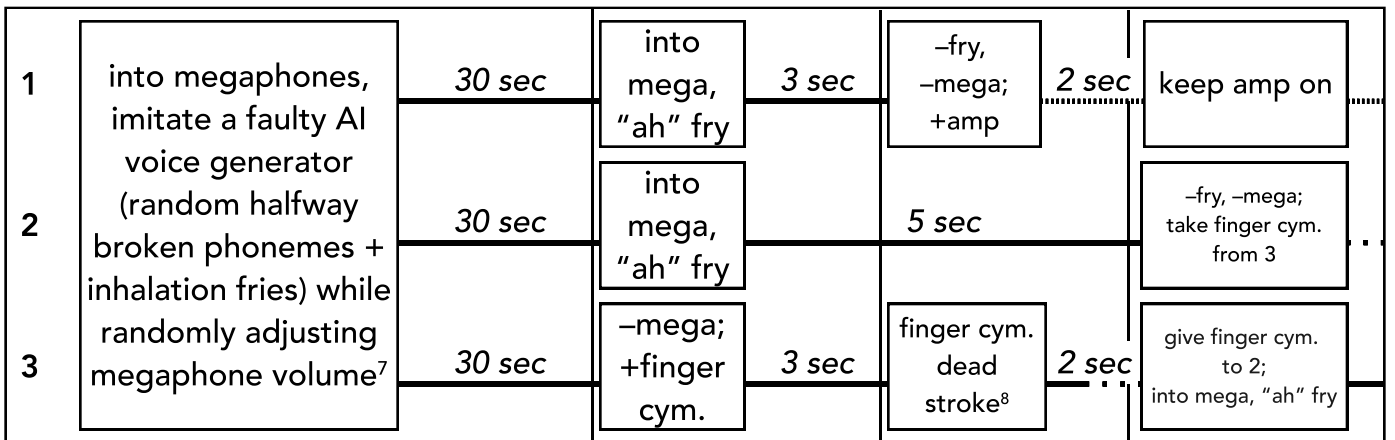 1
into megaphones,
imitate a faulty AI
voice generator
(random halfway
broken phonemes +
inhalation fries) while
randomly adjusting
megaphone volume⁷
30 sec
into
mega,
“ah” fry
3 sec
–fry,
–mega;
+amp
2 sec
keep amp on
2
30 sec
into
mega,
“ah” fry
5 sec
–fry, –mega;
take finger cym.
from 3
3
30 sec
–mega;
+finger
cym.
3 sec
finger cym.
dead
stroke⁸
2 sec
give finger cym.
to 2;
into mega, “ah” fry